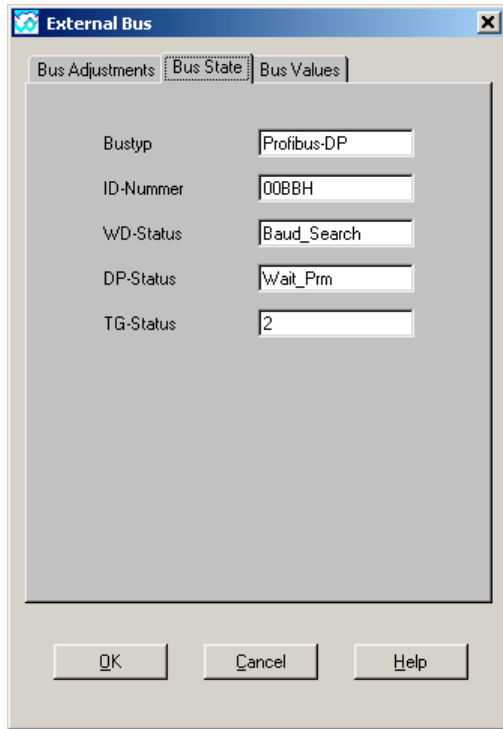 External Bus
Bus Adjustments Bus State Bus Values
Bustyp Profibus-DP
ID-Nummer 00BBH
WD-Status Baud_Search
DP-Status Wait_Prm
TG-Status 2
OK Cancel Help